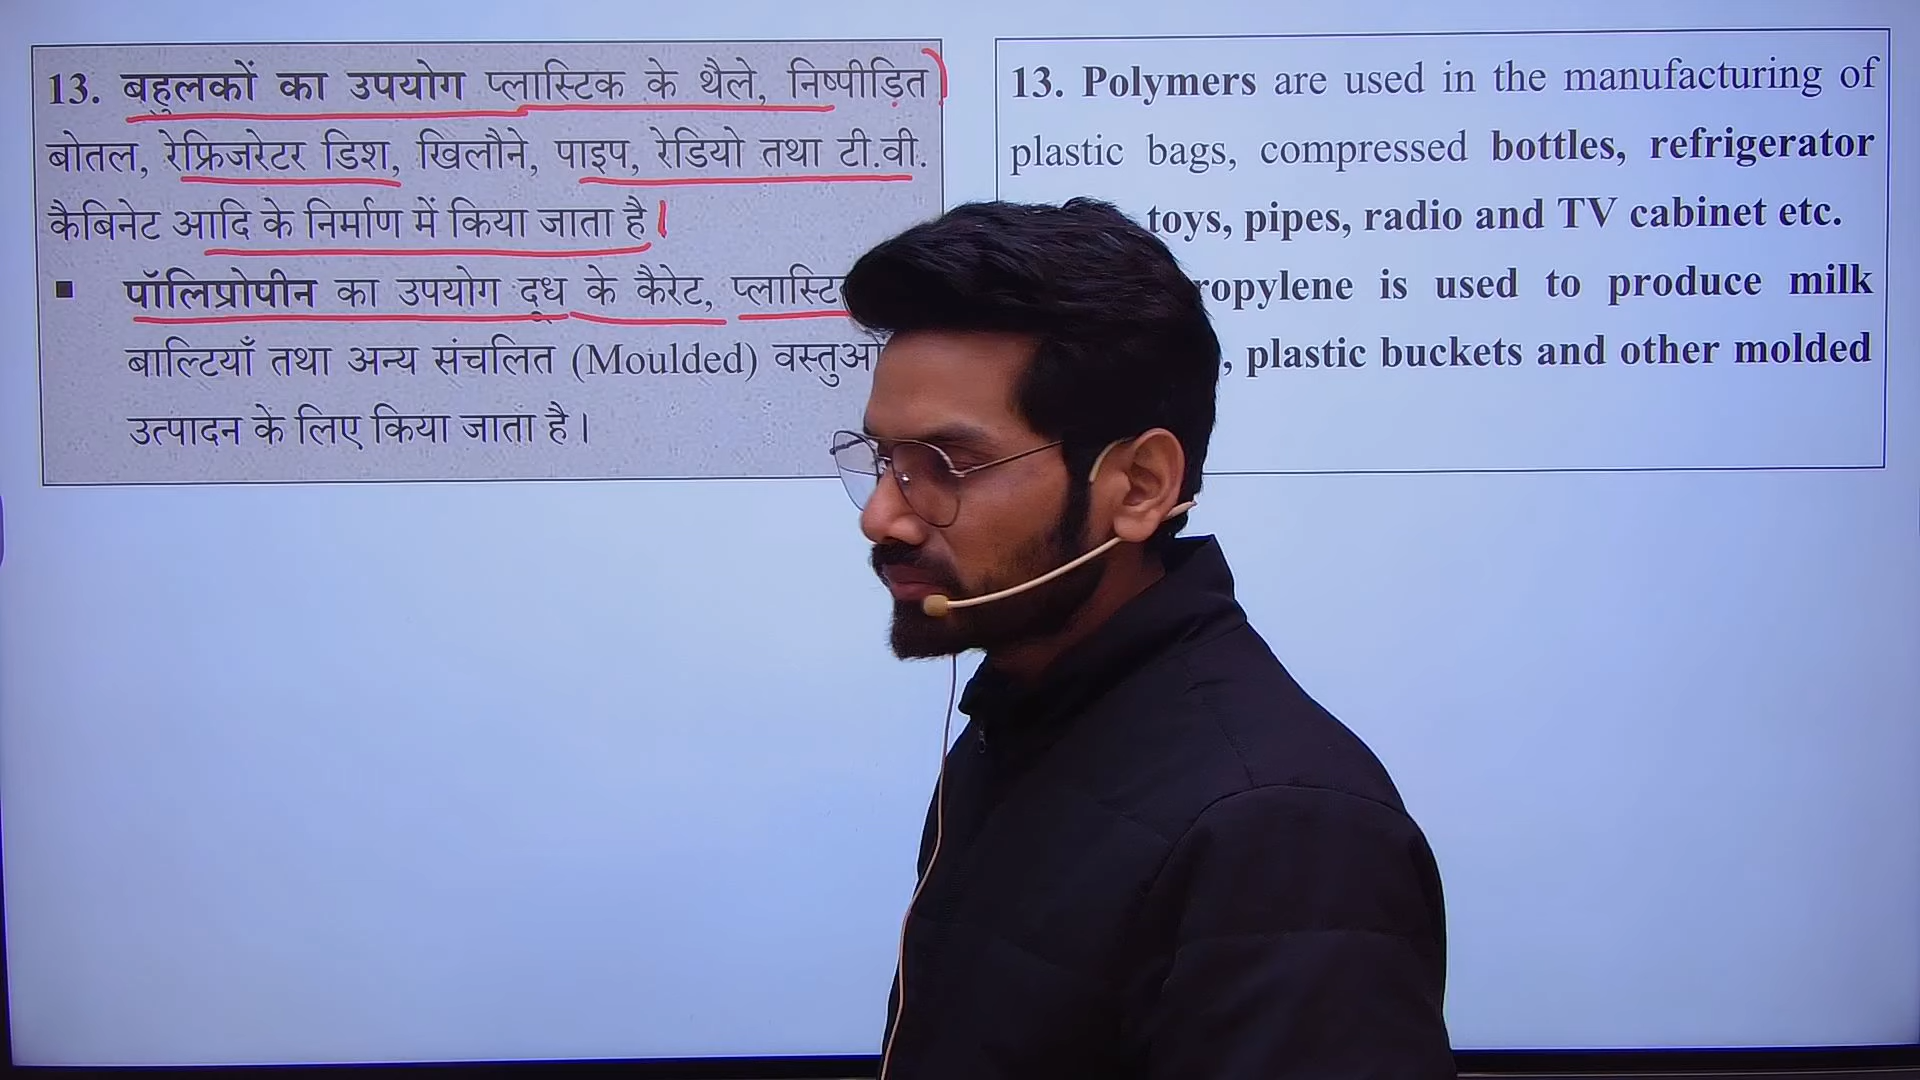 13. बहुलकों का उपयोग प्लास्टिक के थैले, निष्पीड़ित
बोतल, रेफ्रिजरेटर डिश, खिलौने, पाइप, रेडियो तथा टी.वी.
कैबिनेट आदि के निर्माण में किया जाता है।
▪ पॉलिप्रोपीन का उपयोग दूध के कैरेट,
बाल्टियाँ तथा अन्य संचलित (Moulded)
उत्पादन के लिए किया जाता है।
13. Polymers are used in the manufacturing of
plastic bags, compressed bottles, refrigerator
toys, pipes, radio and TV cabinet etc.
is used to produce milk
, plastic buckets and other molded